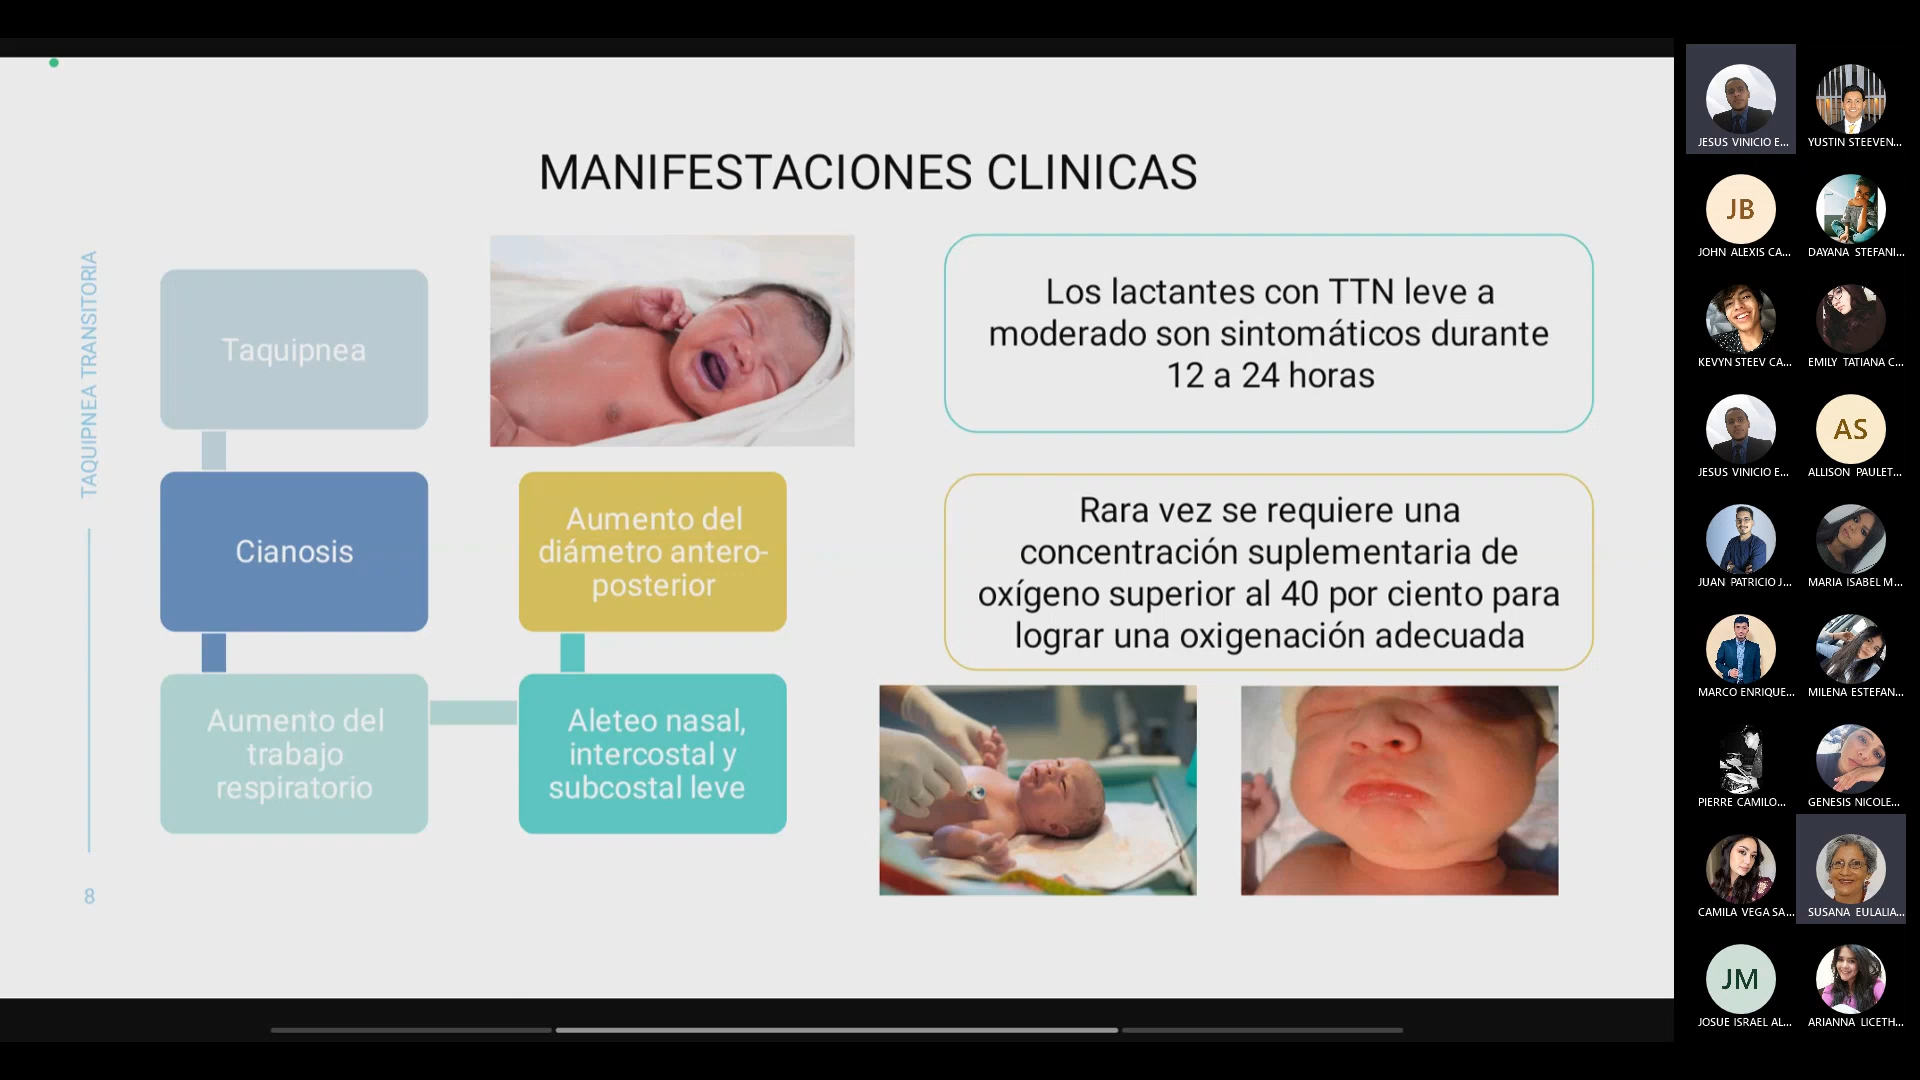 MANIFESTACIONES CLINICAS
TAQUIPNEA TRANSITORIA
8
Taquipnea
Cianosis
Aumento del
trabajo
respiratorio
Aumento del
diámetro antero-
posterior
Aleteo nasal,
intercostal y
subcostal leve
Los lactantes con TTN leve a
moderado son sintomáticos durante
12 a 24 horas
Rara vez se requiere una
concentración suplementaria de
oxígeno superior al 40 por ciento para
lograr una oxigenación adecuada
JESUS VINICIO E...
YUSTIN STEEVEN...
JB
JOHN ALEXIS CA...
DAYANA STEFANI...
KEVYN STEEV CA...
EMILY TATIANA C...
JESUS VINICIO E...
AS
ALLISON PAULET...
JUAN PATRICIO J...
MARIA ISABEL M...
MARCO ENRIQUE...
MILENA ESTEFAN...
PIERRE CAMILO...
GENESIS NICOLE...
CAMILA VEGA SA...
SUSANA EULALIA...
JM
JOSUE ISRAEL AL...
ARIANNA LICETH...